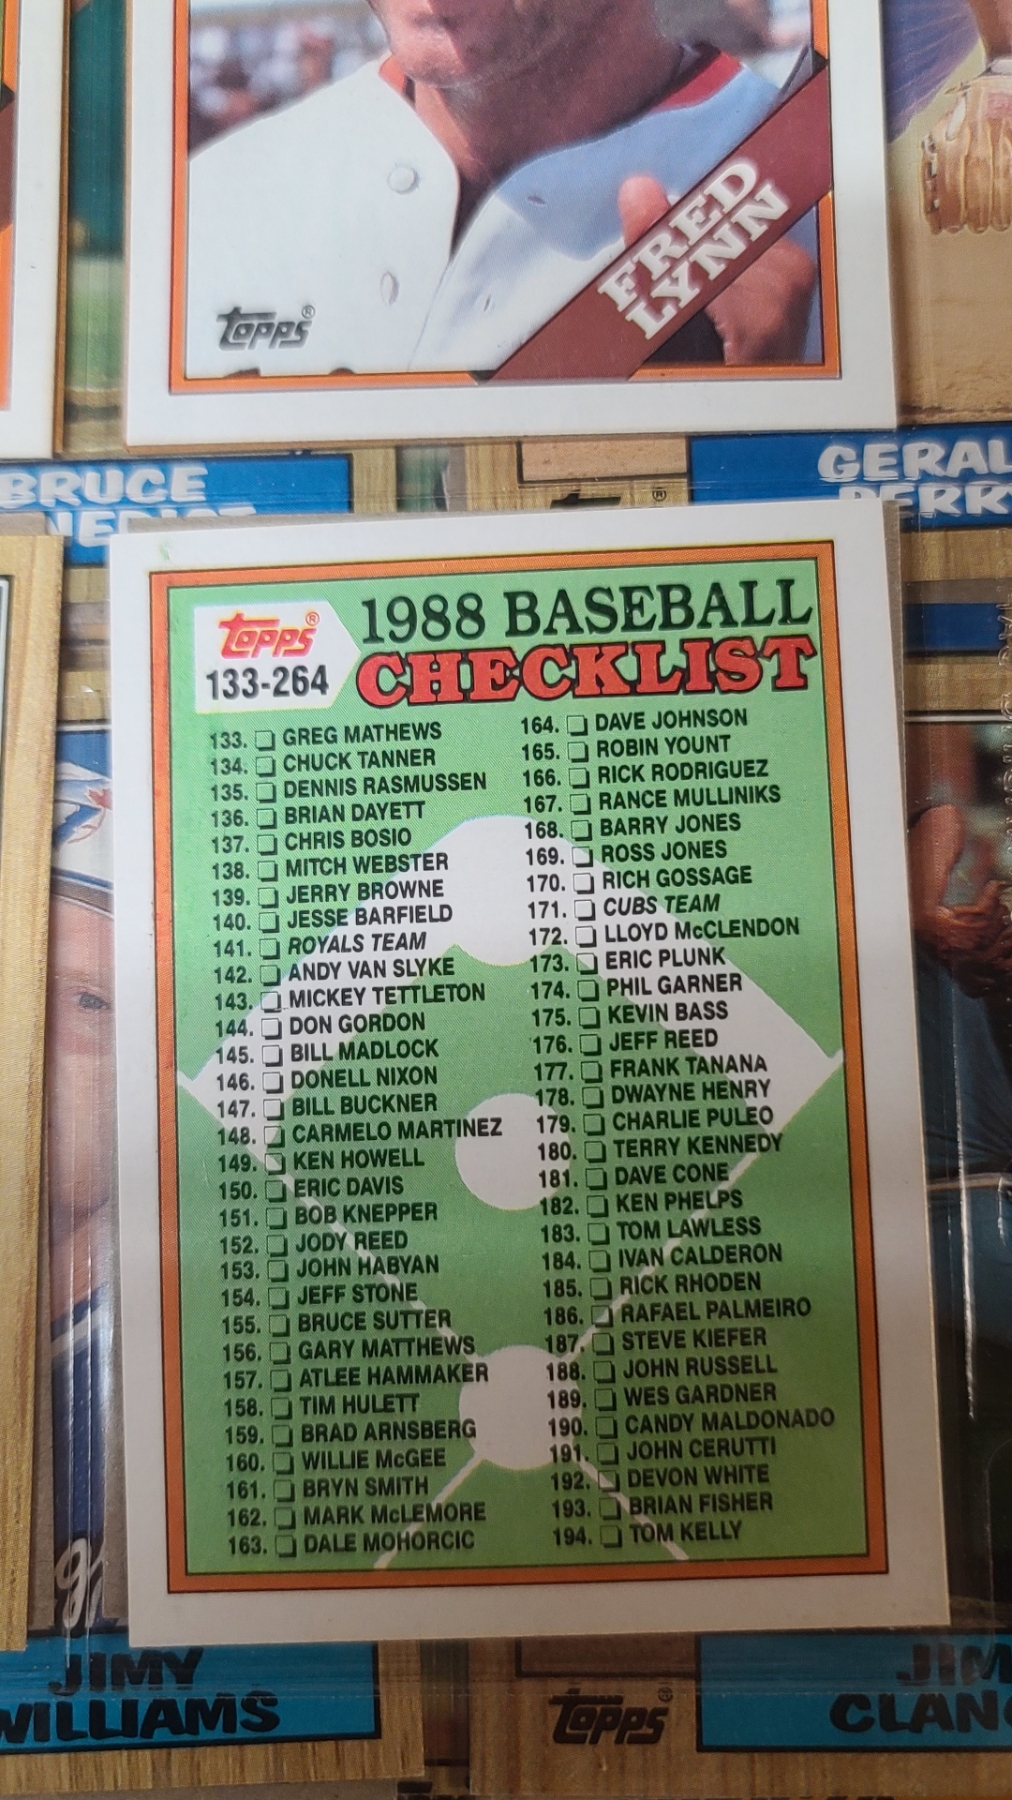 FRED
LYNN
Topps®
BRUCE
BENEDICT
®
GERAL
PERRY
Topps®
133-264
1988 BASEBALL
CHECKLIST
133. GREG MATHEWS
134. CHUCK TANNER
135. DENNIS RASMUSSEN
136. BRIAN DAYETT
137. CHRIS BOSIO
138. MITCH WEBSTER
139. JERRY BROWNE
140. JESSE BARFIELD
141. ROYALS TEAM
142. ANDY VAN SLYKE
143. MICKEY TETTLETON
144. DON GORDON
145. BILL MADLOCK
146. DONELL NIXON
147. BILL BUCKNER
148. CARMELO MARTINEZ
149. KEN HOWELL
150. ERIC DAVIS
151. BOB KNEPPER
152. JODY REED
153. JOHN HABYAN
154. JEFF STONE
155. BRUCE SUTTER
156. GARY MATTHEWS
157. ATLEE HAMMAKER
158. TIM HULETT
159. BRAD ARNSBERG
160. WILLIE McGEE
161. BRYN SMITH
162. MARK McLEMORE
163. DALE MOHORCIC
164. DAVE JOHNSON
165. ROBIN YOUNT
166. RICK RODRIGUEZ
167. RANCE MULLINIKS
168. BARRY JONES
169. ROSS JONES
170. RICH GOSSAGE
171. CUBS TEAM
172. LLOYD McCLENDON
173. ERIC PLUNK
174. PHIL GARNER
175. KEVIN BASS
176. JEFF REED
177. FRANK TANANA
178. DWAYNE HENRY
179. CHARLIE PULEO
180. TERRY KENNEDY
181. DAVE CONE
182. KEN PHELPS
183. TOM LAWLESS
184. IVAN CALDERON
185. RICK RHODEN
186. RAFAEL PALMEIRO
187. STEVE KIEFER
188. JOHN RUSSELL
189. WES GARDNER
190. CANDY MALDONADO
191. JOHN CERUTTI
192. DEVON WHITE
193. BRIAN FISHER
194. TOM KELLY
JIMY
WILLIAMS
Topps®
JIM
CLANC